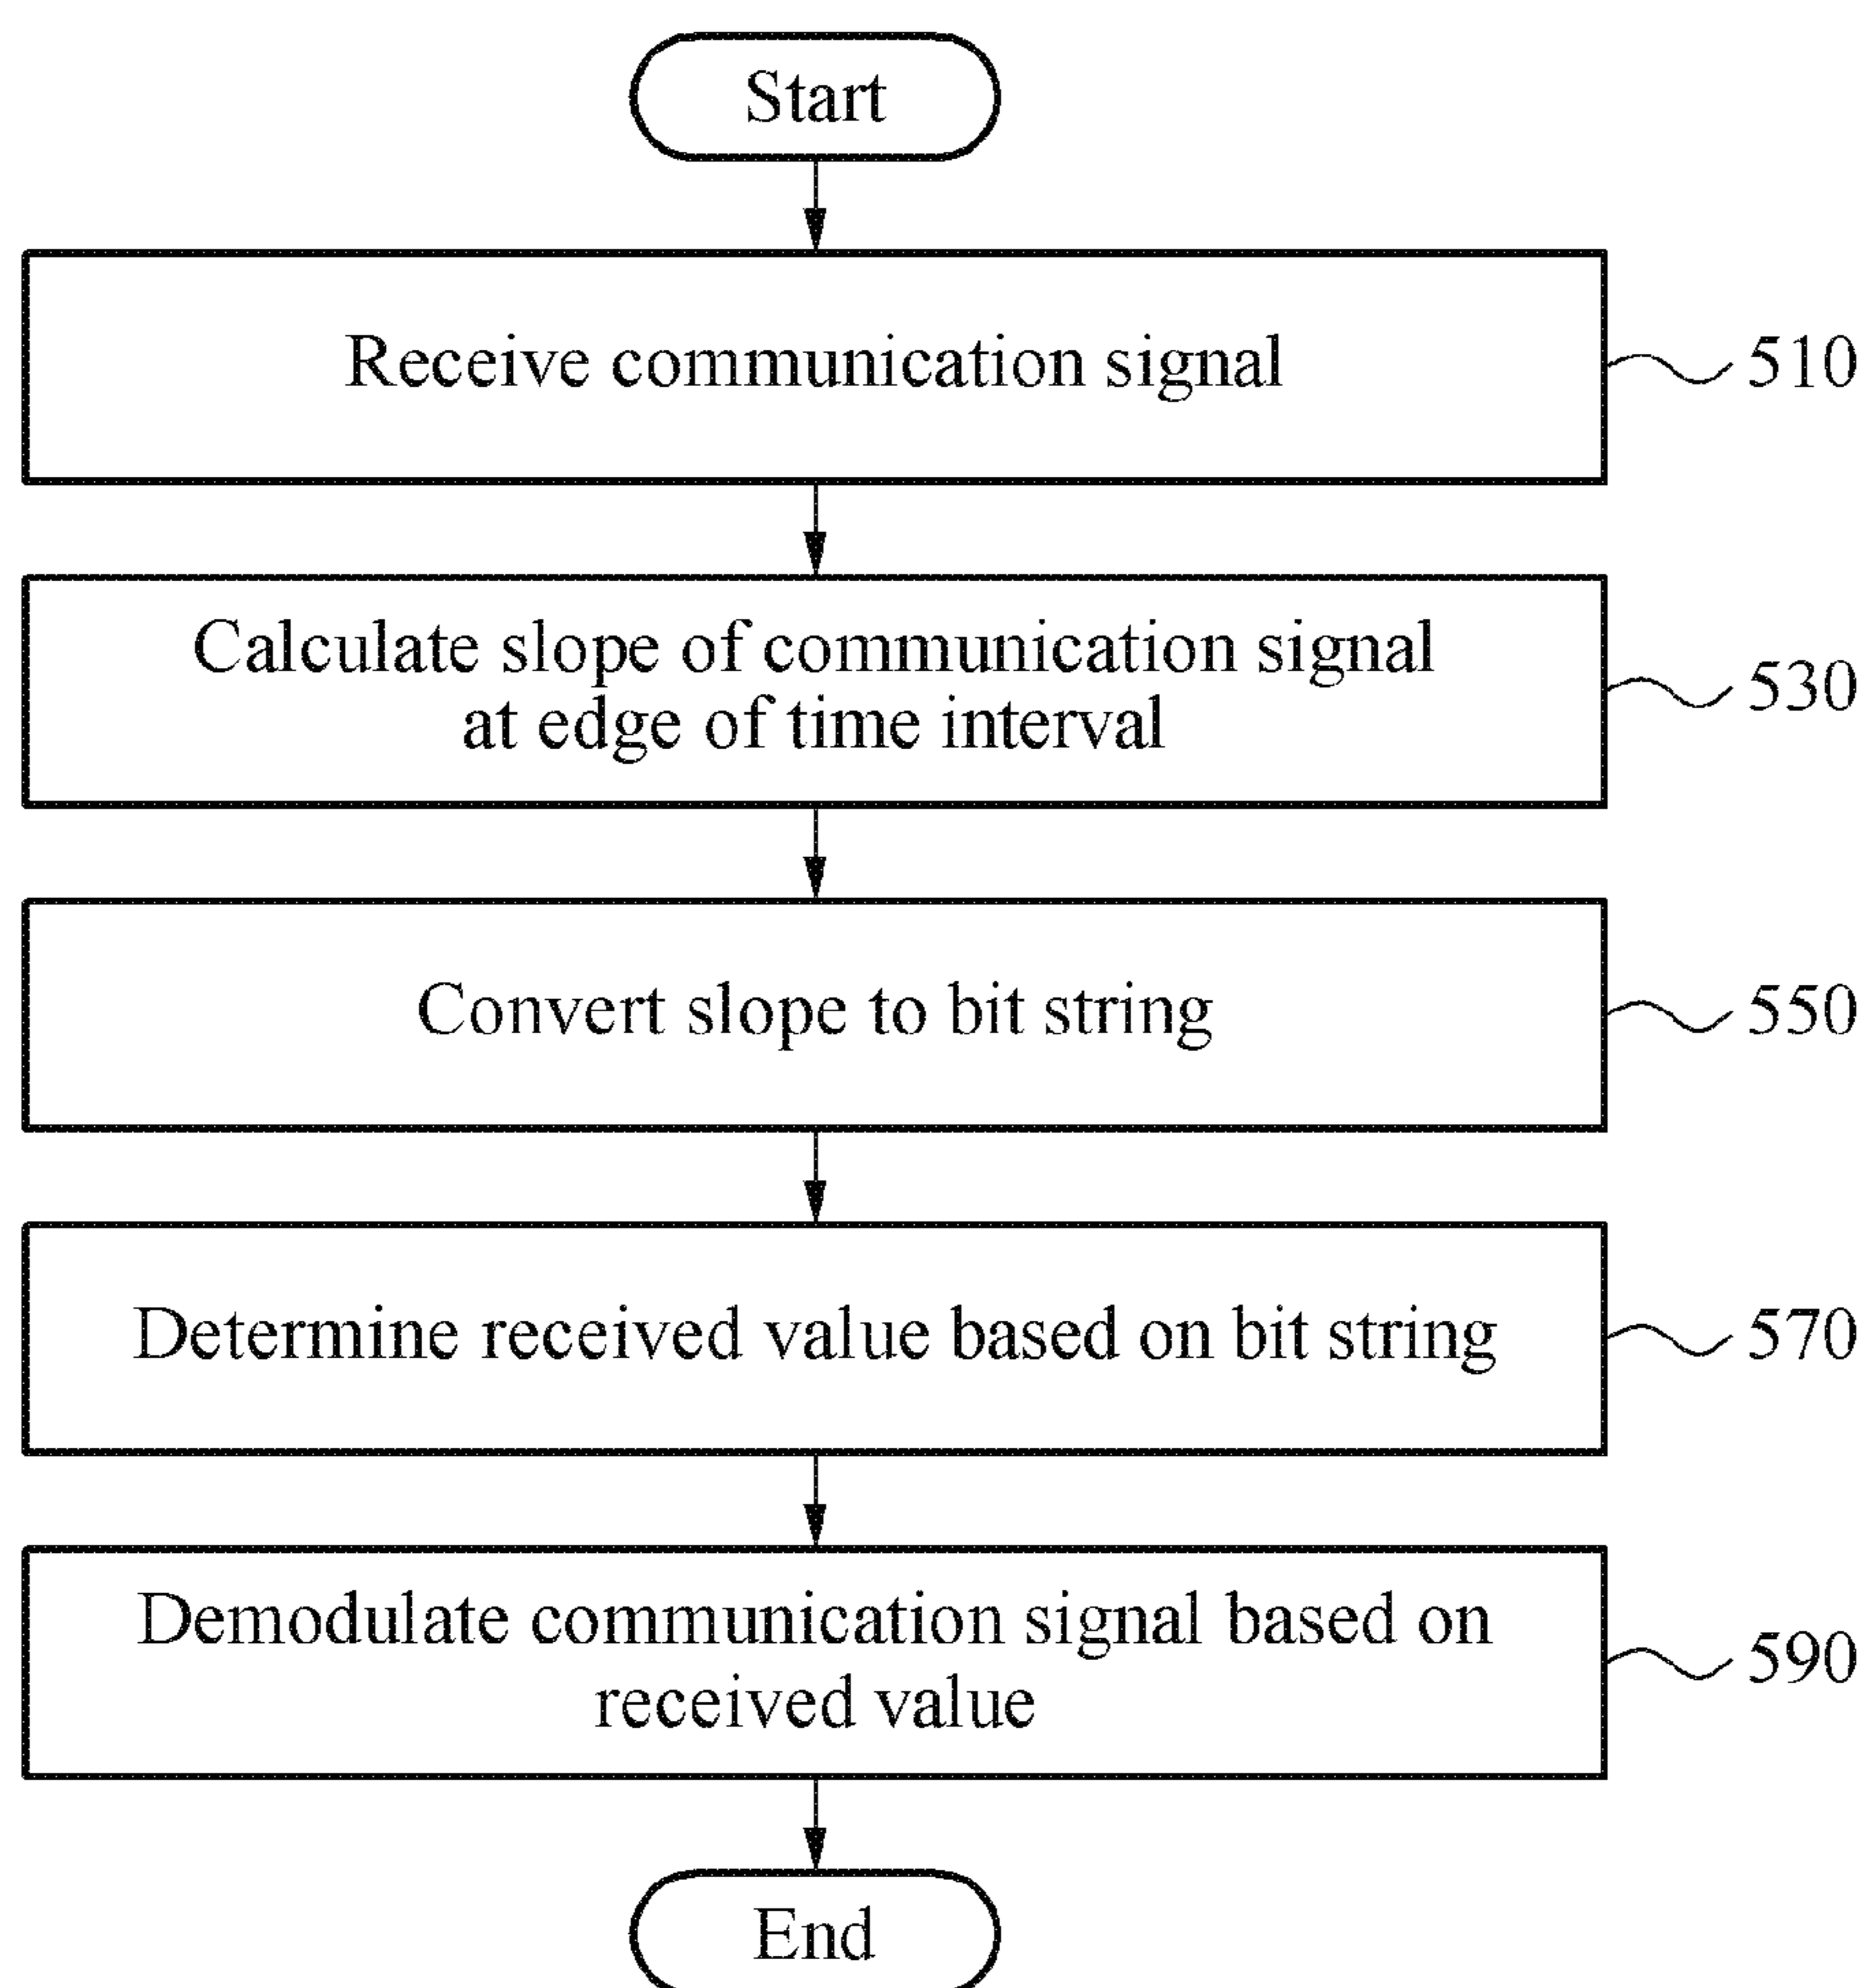 Start
Receive communication signal
510
Calculate slope of communication signal
at edge of time interval
530
Convert slope to bit string
550
Determine received value based on bit string
570
Demodulate communication signal based on
received value
590
End